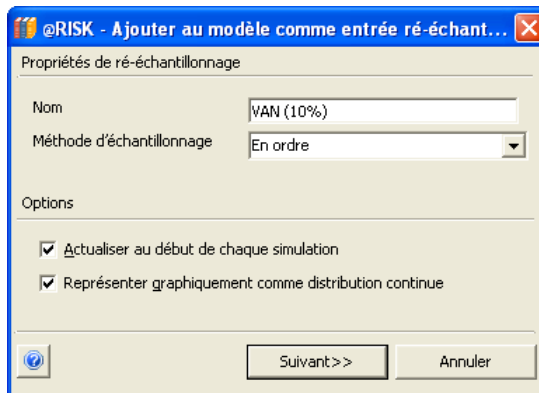 @RISK - Ajouter au modèle comme entrée ré-échant...
Propriétés de ré-échantillonnage
Nom
VAN (10%)
Méthode d'échantillonnage
En ordre
Options
Actualiser au début de chaque simulation
Représenter graphiquement comme distribution continue
Suivant>>
Annuler